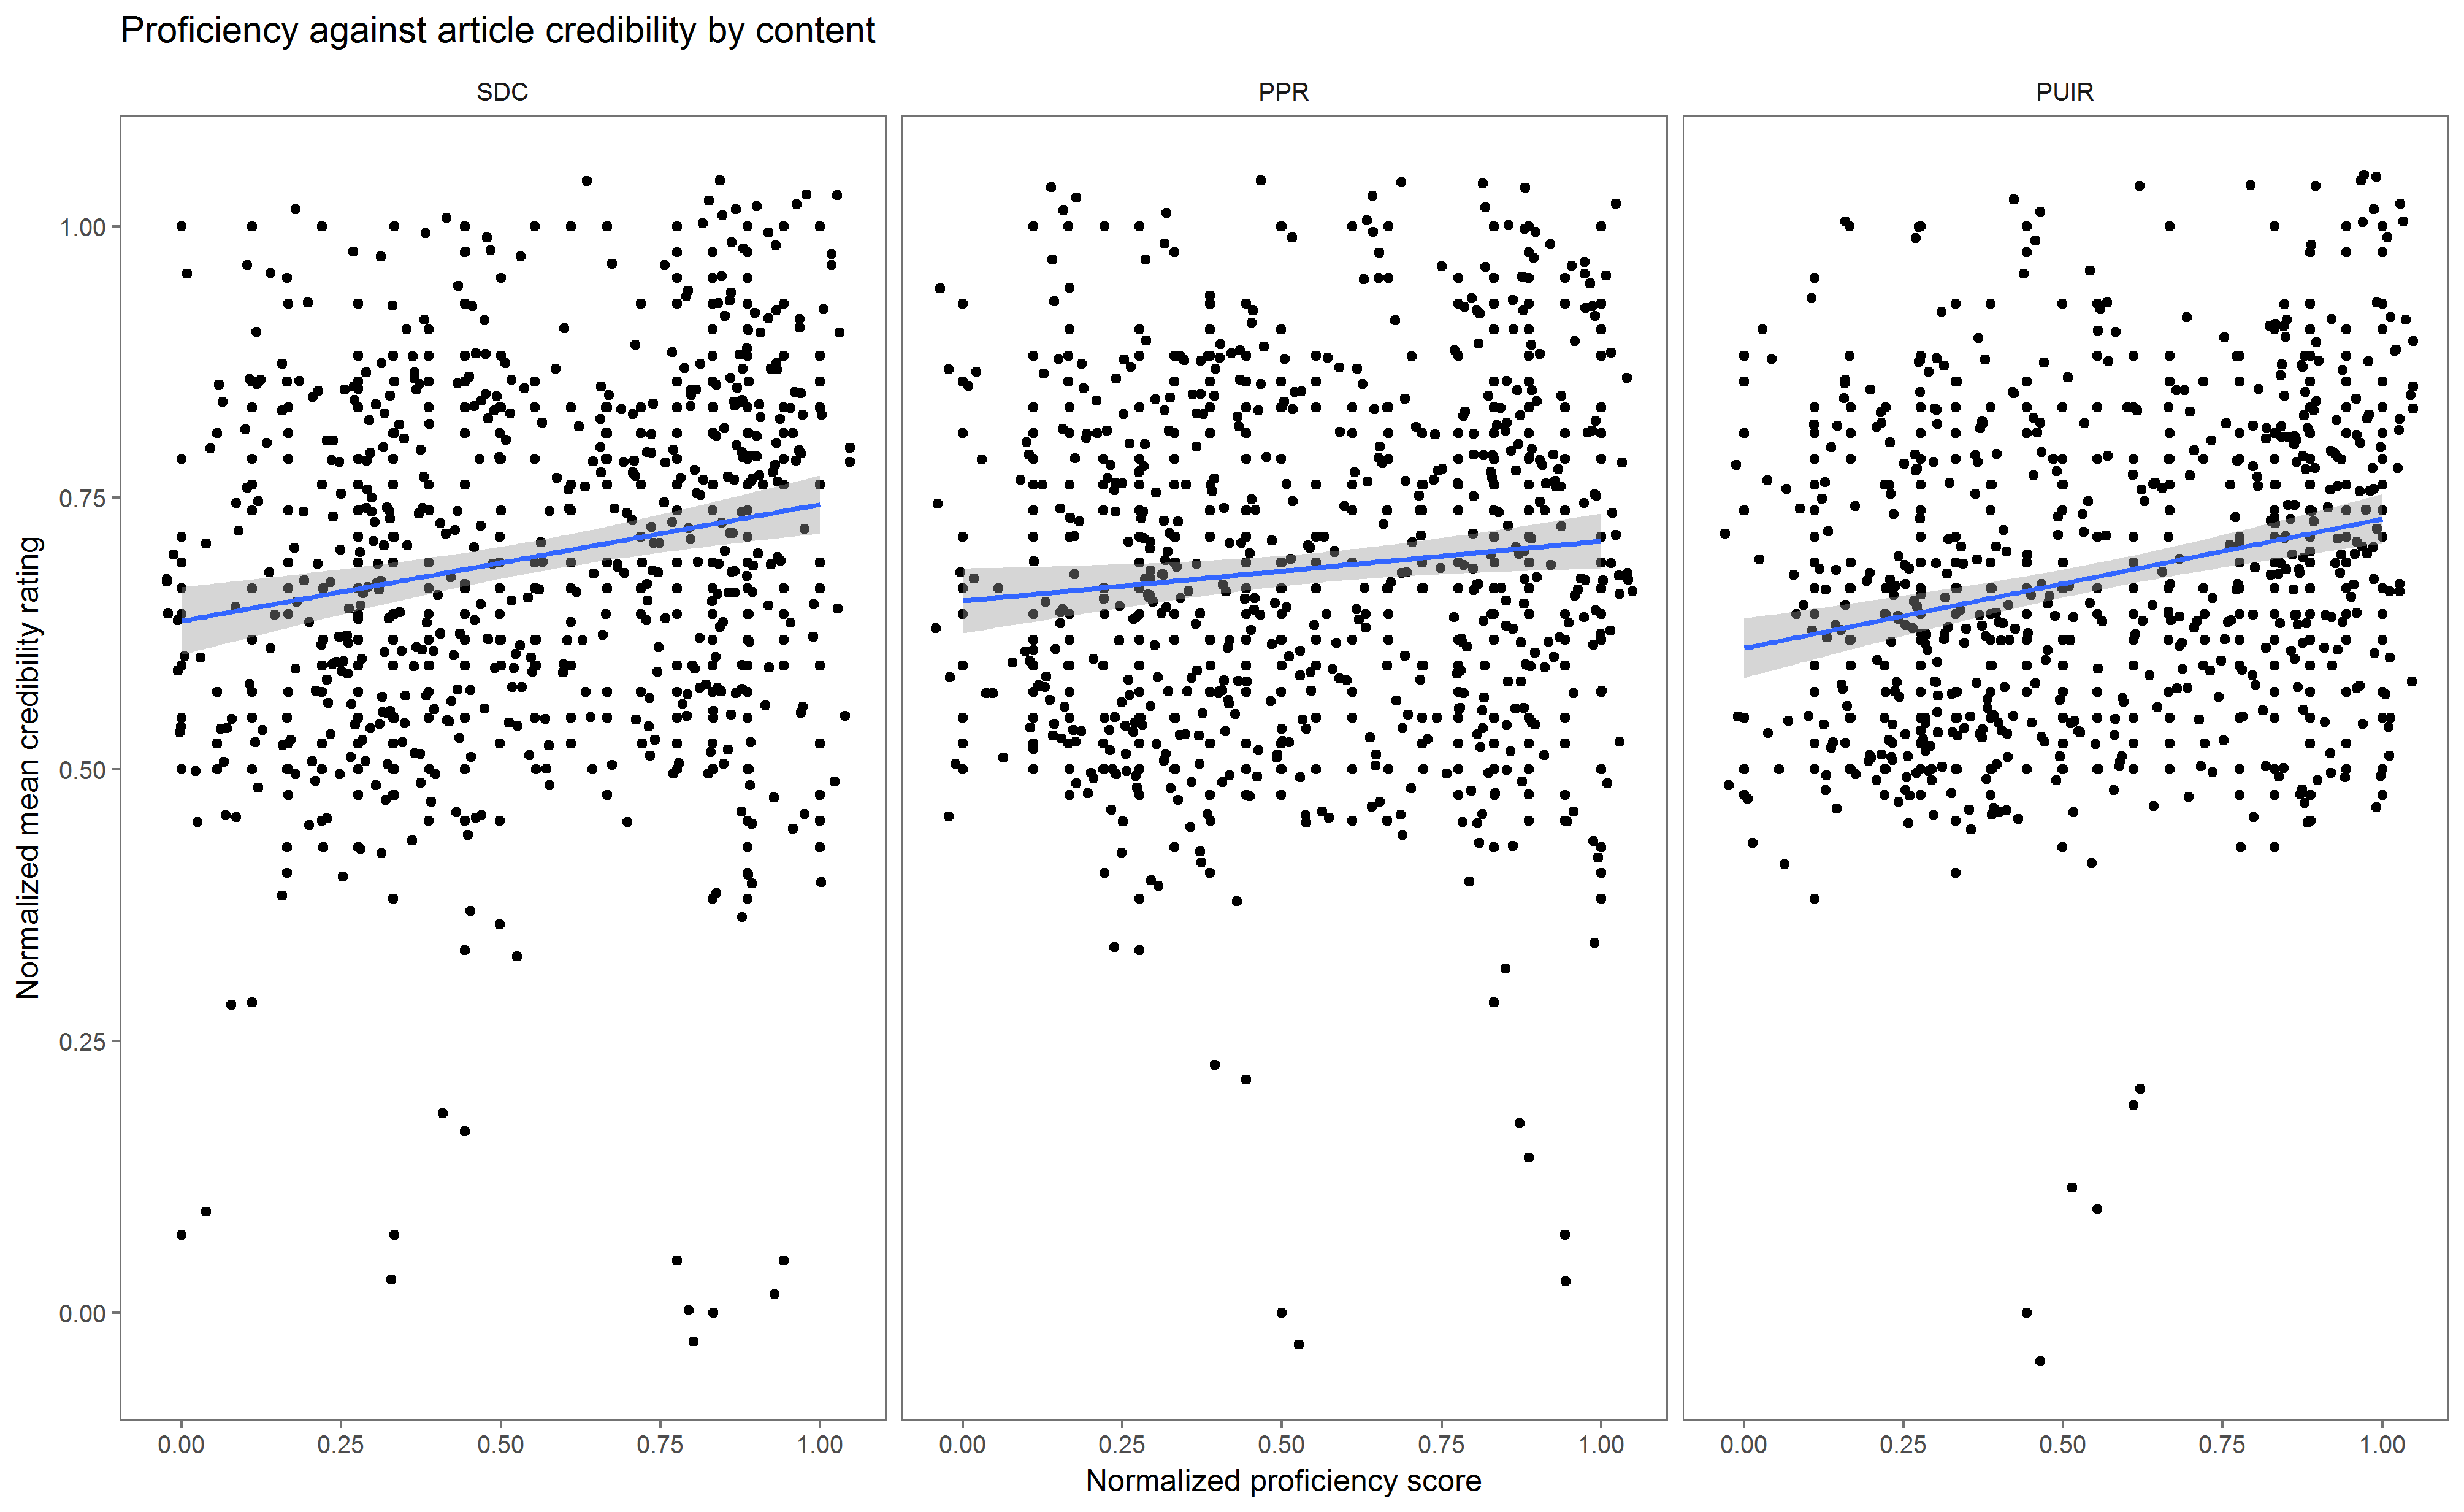 Proficiency against article credibility by content
SDC
PPR
PUIR
Normalized mean credibility rating
1.00
0.75
0.50
0.25
0.00
0.00 0.25 0.50 0.75 1.00
0.00 0.25 0.50 0.75 1.00
0.00 0.25 0.50 0.75 1.00
Normalized proficiency score